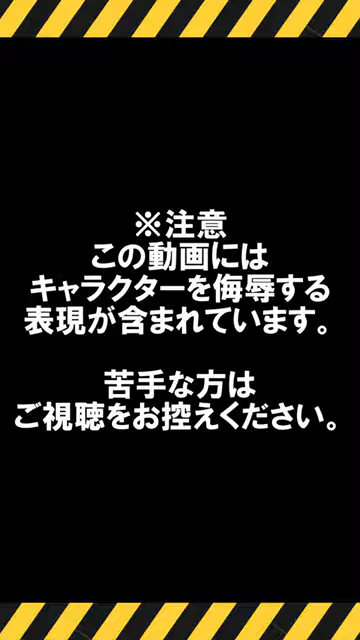 ※注意
この動画には
キャラクターを侮辱する
表現が含まれています。
苦手な方は
ご視聴をお控えください。